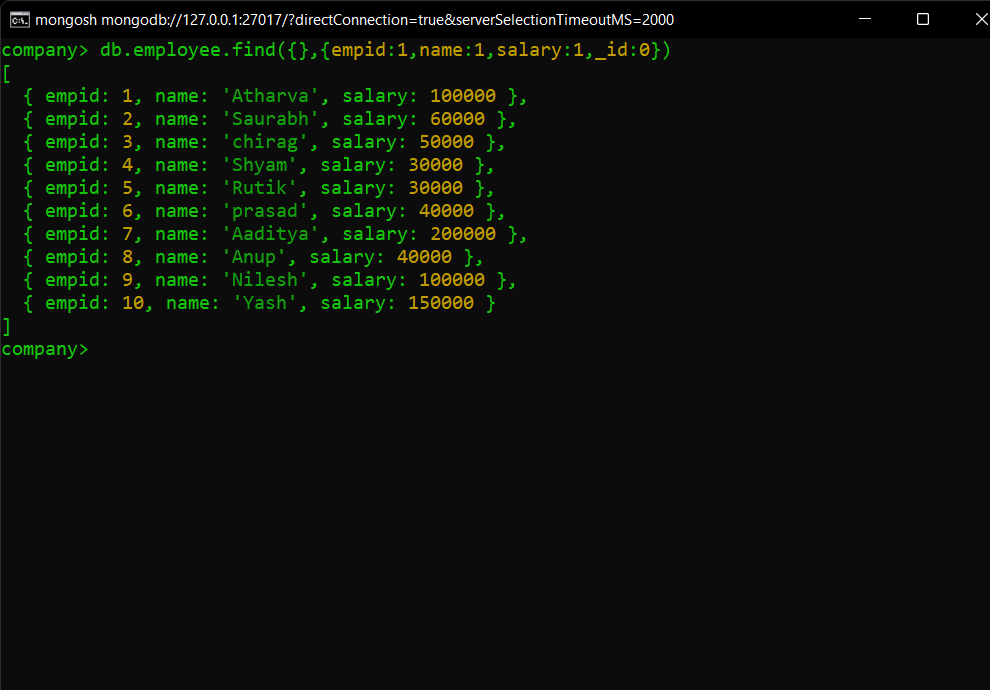 mongosh mongodb://127.0.0.1:27017/?directConnection=true&serverSelectionTimeoutMS=2000
company> db.employee.find({},{empid:1,name:1,salary:1,_id:0})
[
  { empid: 1, name: 'Atharva', salary: 100000 },
  { empid: 2, name: 'Saurabh', salary: 60000 },
  { empid: 3, name: 'chirag', salary: 50000 },
  { empid: 4, name: 'Shyam', salary: 30000 },
  { empid: 5, name: 'Rutik', salary: 30000 },
  { empid: 6, name: 'prasad', salary: 40000 },
  { empid: 7, name: 'Aaditya', salary: 200000 },
  { empid: 8, name: 'Anup', salary: 40000 },
  { empid: 9, name: 'Nilesh', salary: 100000 },
  { empid: 10, name: 'Yash', salary: 150000 }
]
company>